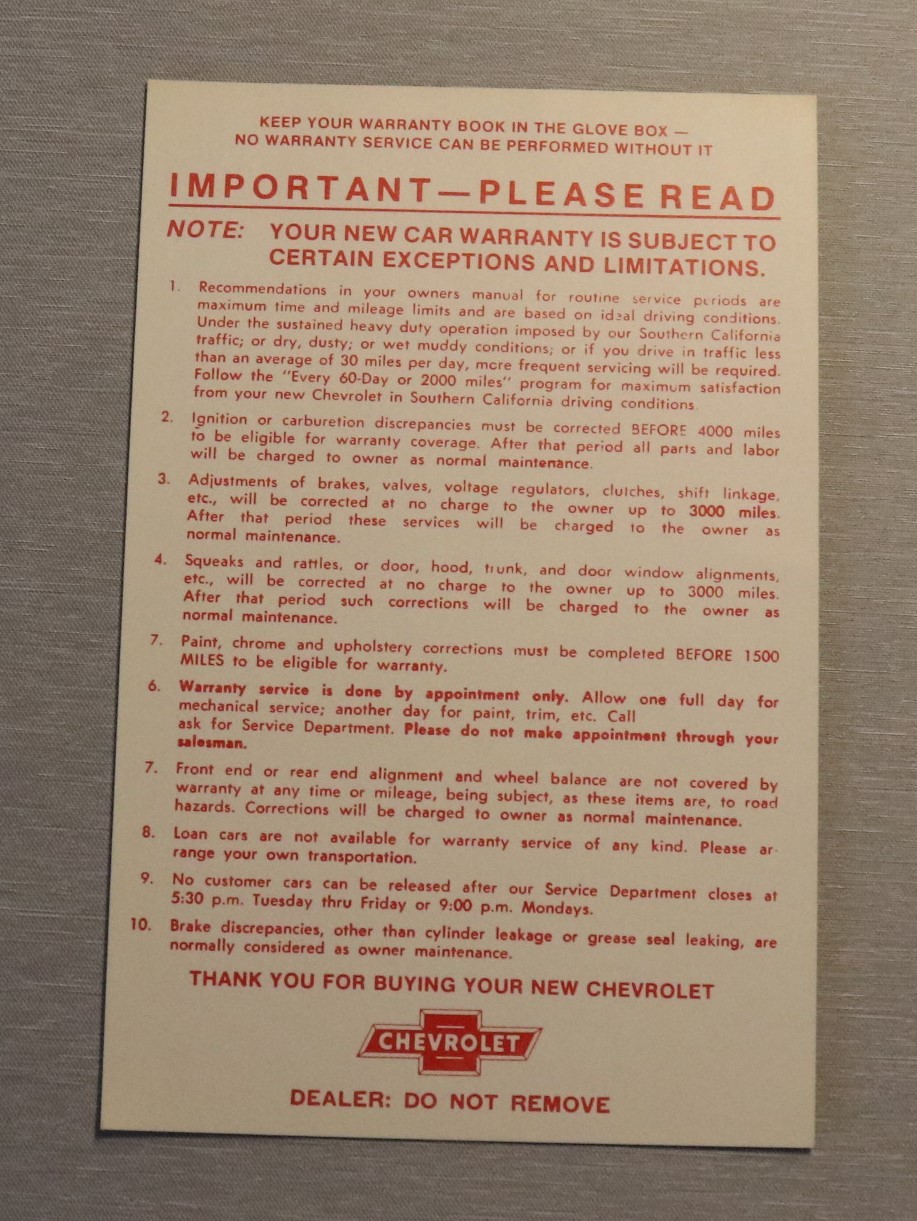 KEEP YOUR WARRANTY BOOK IN THE GLOVE BOX —
NO WARRANTY SERVICE CAN BE PERFORMED WITHOUT IT
IMPORTANT—PLEASE READ
NOTE: YOUR NEW CAR WARRANTY IS SUBJECT TO
CERTAIN EXCEPTIONS AND LIMITATIONS.
1. Recommendations in your owners manual for routine service periods are
maximum time and mileage limits and are based on ideal driving conditions.
Under the sustained heavy duty operation imposed by our Southern California
traffic; or dry, dusty; or wet muddy conditions; or if you drive in traffic less
than an average of 30 miles per day, more frequent servicing will be required.
Follow the "Every 60-Day or 2000 miles" program for maximum satisfaction
from your new Chevrolet in Southern California driving conditions.
2. Ignition or carburetion discrepancies must be corrected BEFORE 4000 miles
to be eligible for warranty coverage. After that period all parts and labor
will be charged to owner as normal maintenance.
3. Adjustments of brakes, valves, voltage regulators, clutches, shift linkage,
etc., will be corrected at no charge to the owner up to 3000 miles.
After that period these services will be charged to the owner as
normal maintenance.
4. Squeaks and rattles, or door, hood, trunk, and door window alignments,
etc., will be corrected at no charge to the owner up to 3000 miles.
After that period such corrections will be charged to the owner as
normal maintenance.
7. Paint, chrome and upholstery corrections must be completed BEFORE 1500
MILES to be eligible for warranty.
6. Warranty service is done by appointment only. Allow one full day for
mechanical service; another day for paint, trim, etc. Call
ask for Service Department. Please do not make appointment through your
salesman.
7. Front end or rear end alignment and wheel balance are not covered by
warranty at any time or mileage, being subject, as these items are, to road
hazards. Corrections will be charged to owner as normal maintenance.
8. Loan cars are not available for warranty service of any kind. Please ar-
range your own transportation.
9. No customer cars can be released after our Service Department closes at
5:30 p.m. Tuesday thru Friday or 9:00 p.m. Mondays.
10. Brake discrepancies, other than cylinder leakage or grease seal leaking, are
normally considered as owner maintenance.
THANK YOU FOR BUYING YOUR NEW CHEVROLET
CHEVROLET
DEALER: DO NOT REMOVE